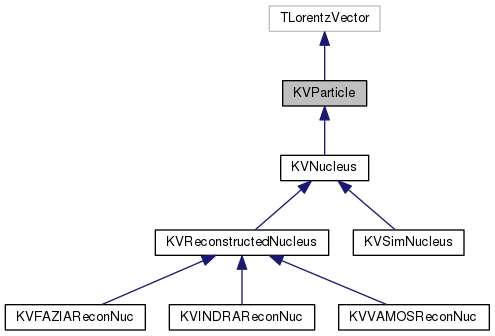 TLorentzVector
KVParticle
KVNucleus
KVReconstructedNucleus
KVSimNucleus
KVFAZIAReconNuc
KVINDRAReconNuc
KVVAMOSReconNuc